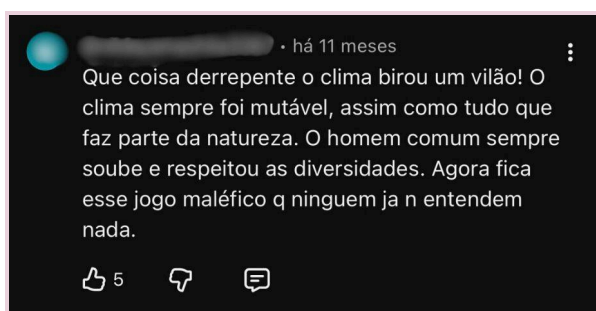 • há 11 meses
Que coisa derrepente o clima birou um vilão! O
clima sempre foi mutável, assim como tudo que
faz parte da natureza. O homem comum sempre
soube e respeitou as diversidades. Agora fica
esse jogo maléfico q ninguem ja n entendem
nada.
5